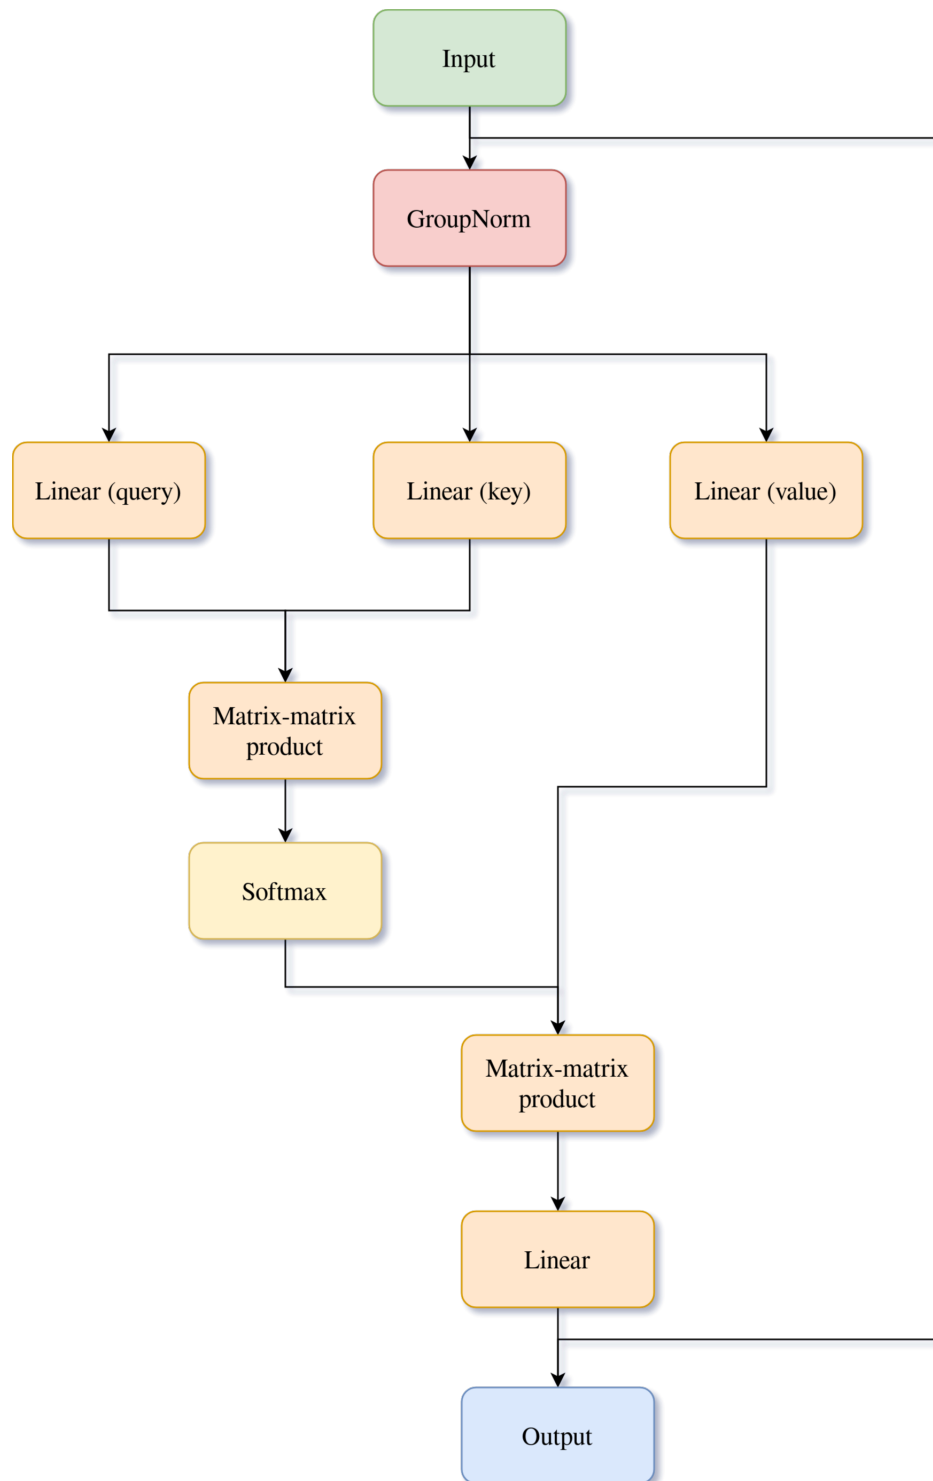 Input
GroupNorm
Linear (query)
Linear (key)
Linear (value)
Matrix-matrix
product
Softmax
Matrix-matrix
product
Linear
Output